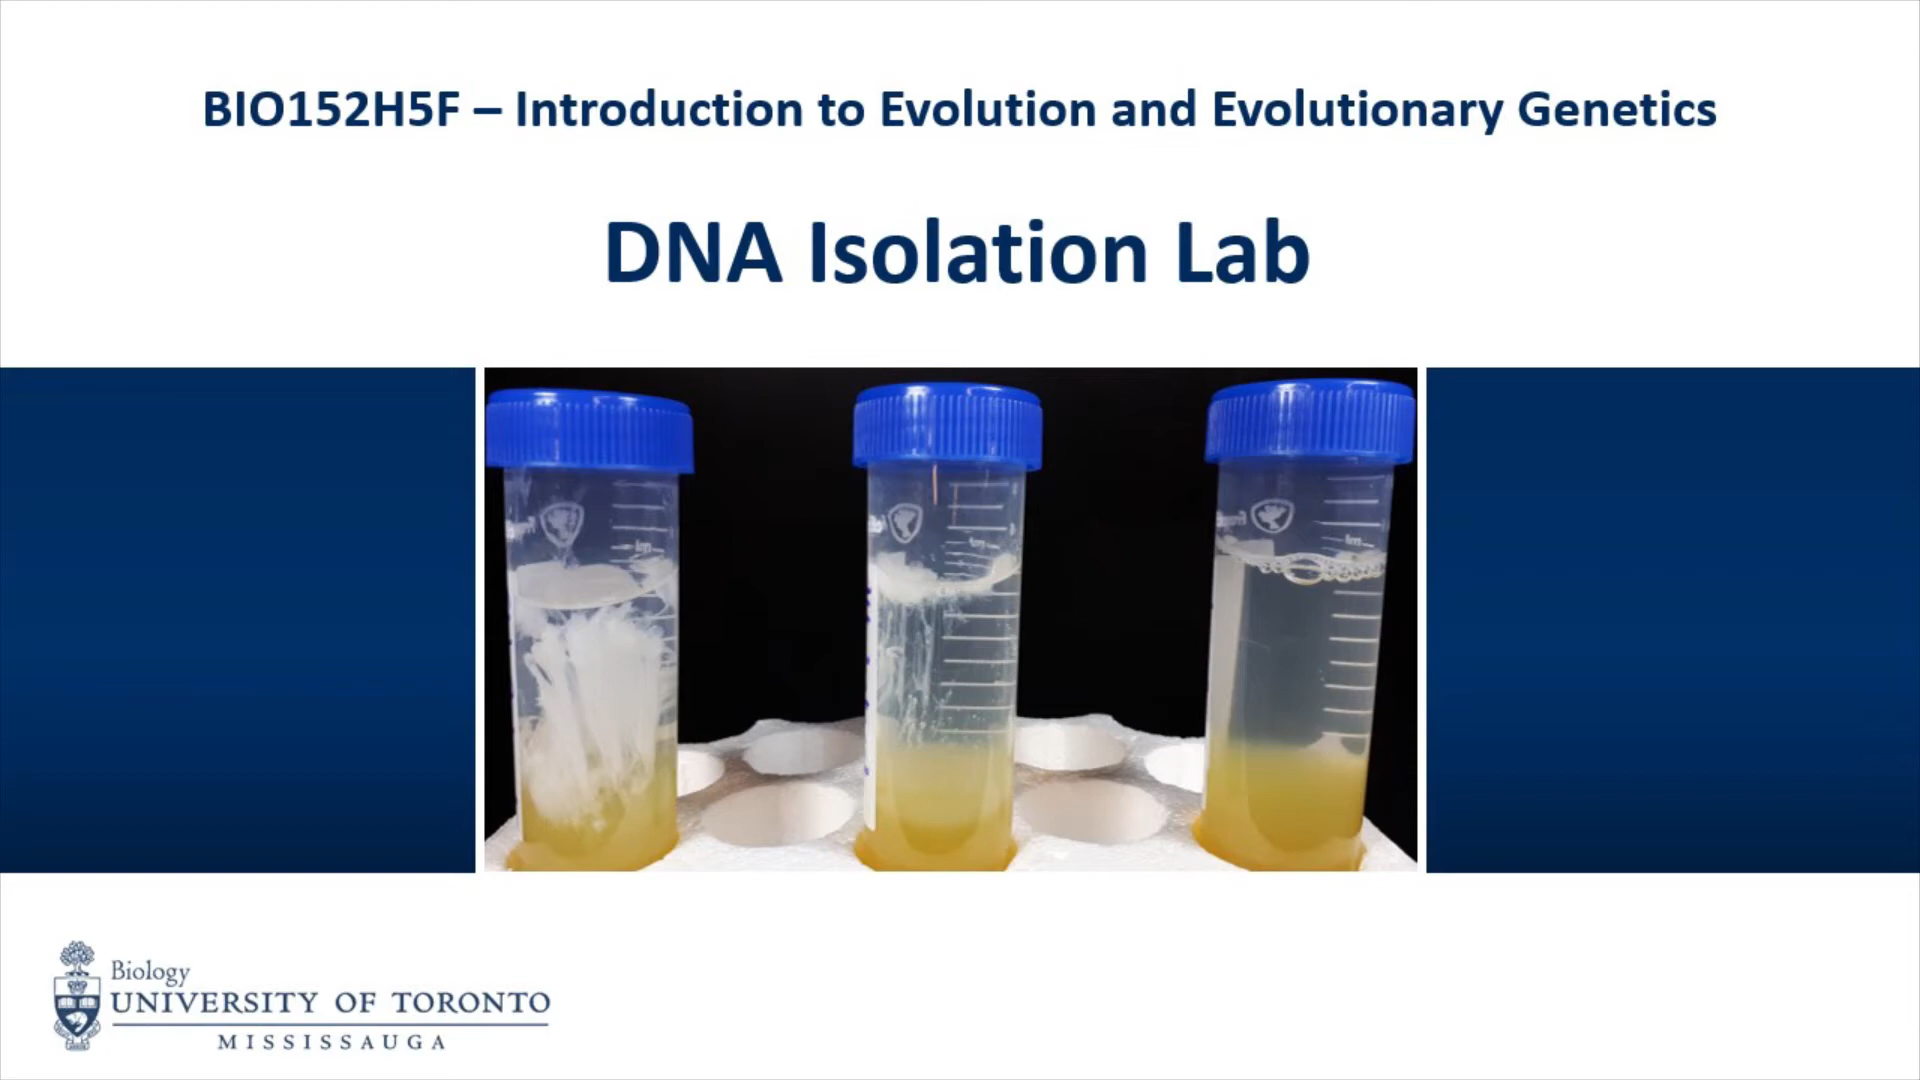 BIO152H5F – Introduction to Evolution and Evolutionary Genetics
DNA Isolation Lab
Biology
UNIVERSITY OF TORONTO
MISSISSAUGA